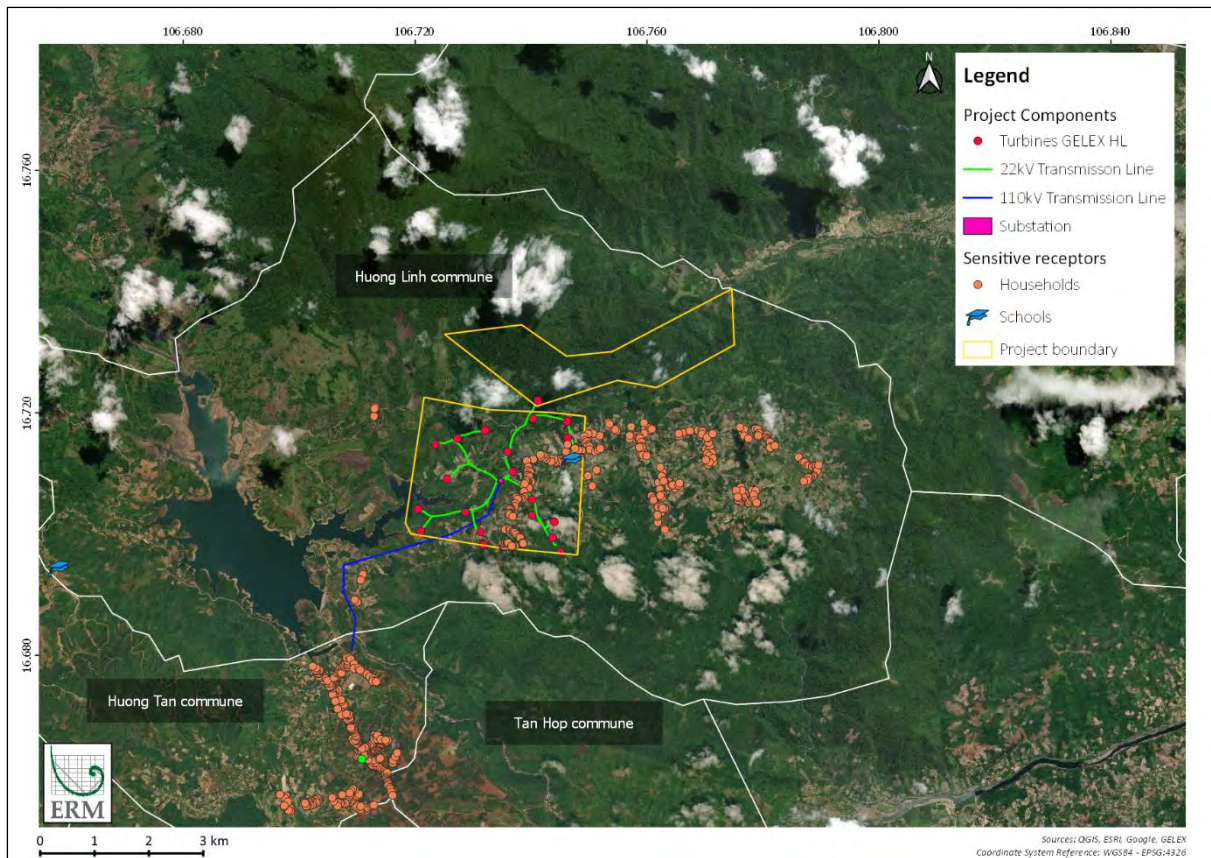 106.680 106.720 106.760 106.800 106.840
16.760
16.720
16.680
N
Legend
Project Components
Turbines GELEX HL
22kV Transmisson Line
110kV Transmission Line
Substation
Sensitive receptors
Households
Schools
Project boundary
Huong Linh commune
Huong Tan commune
Tan Hop commune
ERM
0 1 2 3 km
Sources: QGIS, ESRI, Google, GELEX
Coordinate System Reference: WGS84 - EPSG:4326